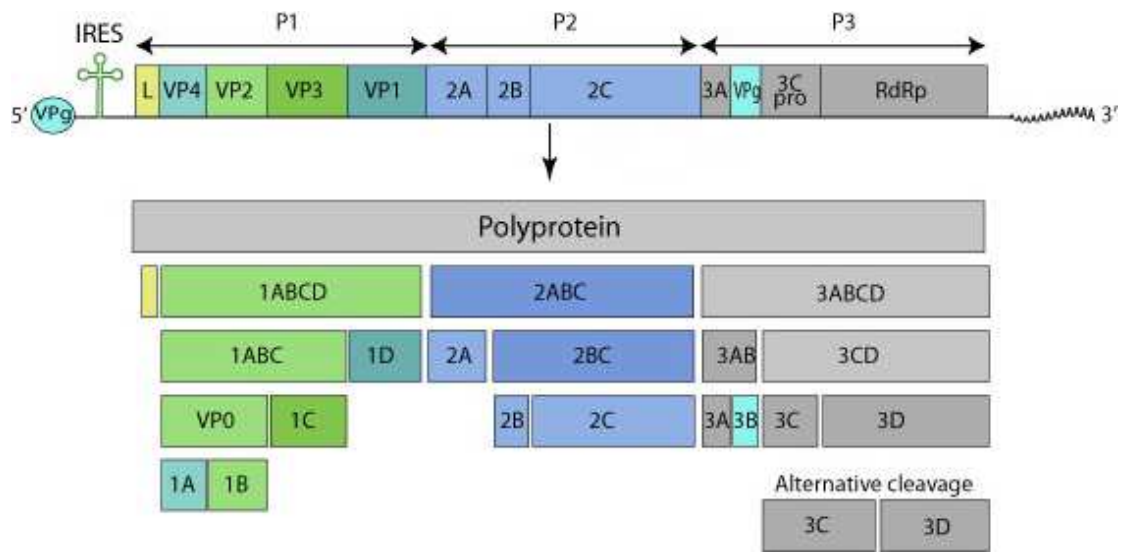 P1 P2 P3
IRES
L VP4 VP2 VP3 VP1 2A 2B 2C 3A VPg 3C pro RdRp
5′ VPg 3′
Polyprotein
1ABCD 2ABC 3ABCD
1ABC 1D 2A 2BC 3AB 3CD
VP0 1C 2B 2C 3A 3B 3C 3D
1A 1B
Alternative cleavage
3C 3D